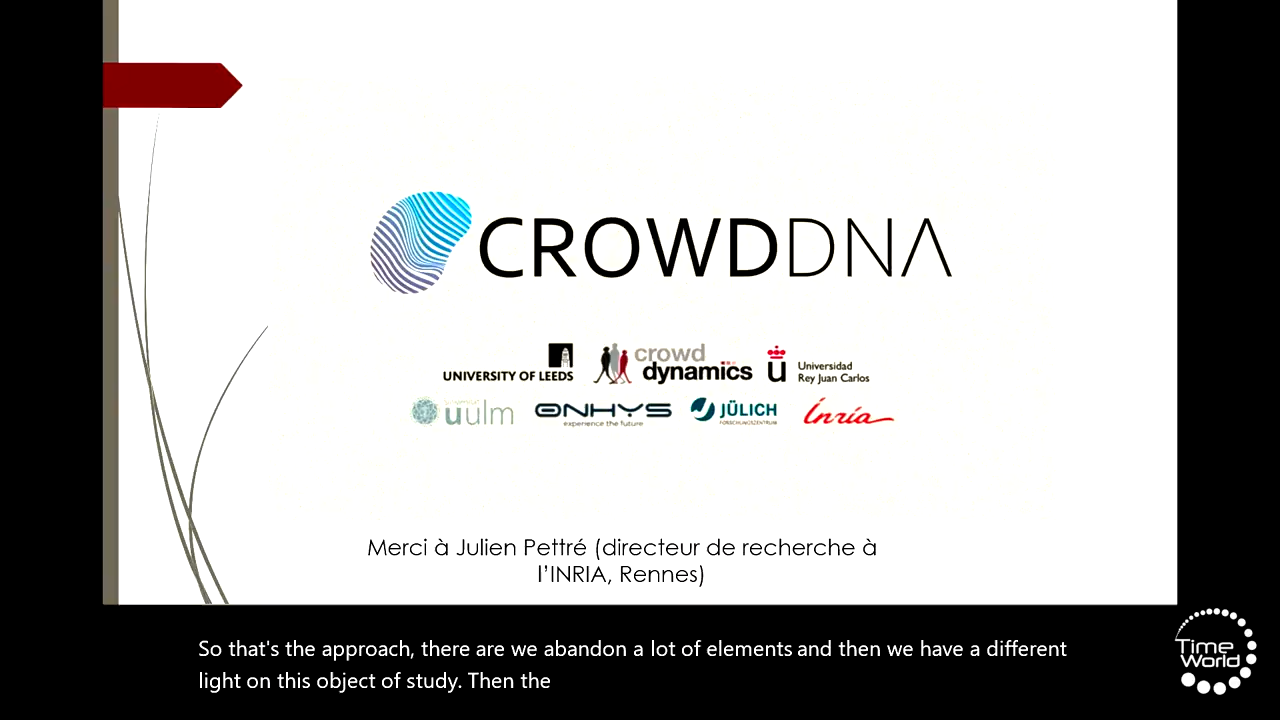 CROWDDNA
UNIVERSITY OF LEEDS
crowd
dynamics
Universidad
Rey Juan Carlos
uulm
ONHYS
experience the future
JÜLICH
FORSCHUNGSZENTRUM
Inria
Merci à Julien Pettré (directeur de recherche à
l'INRIA, Rennes)
So that's the approach, there are we abandon a lot of elements and then we have a different
light on this object of study. Then the
Time
World